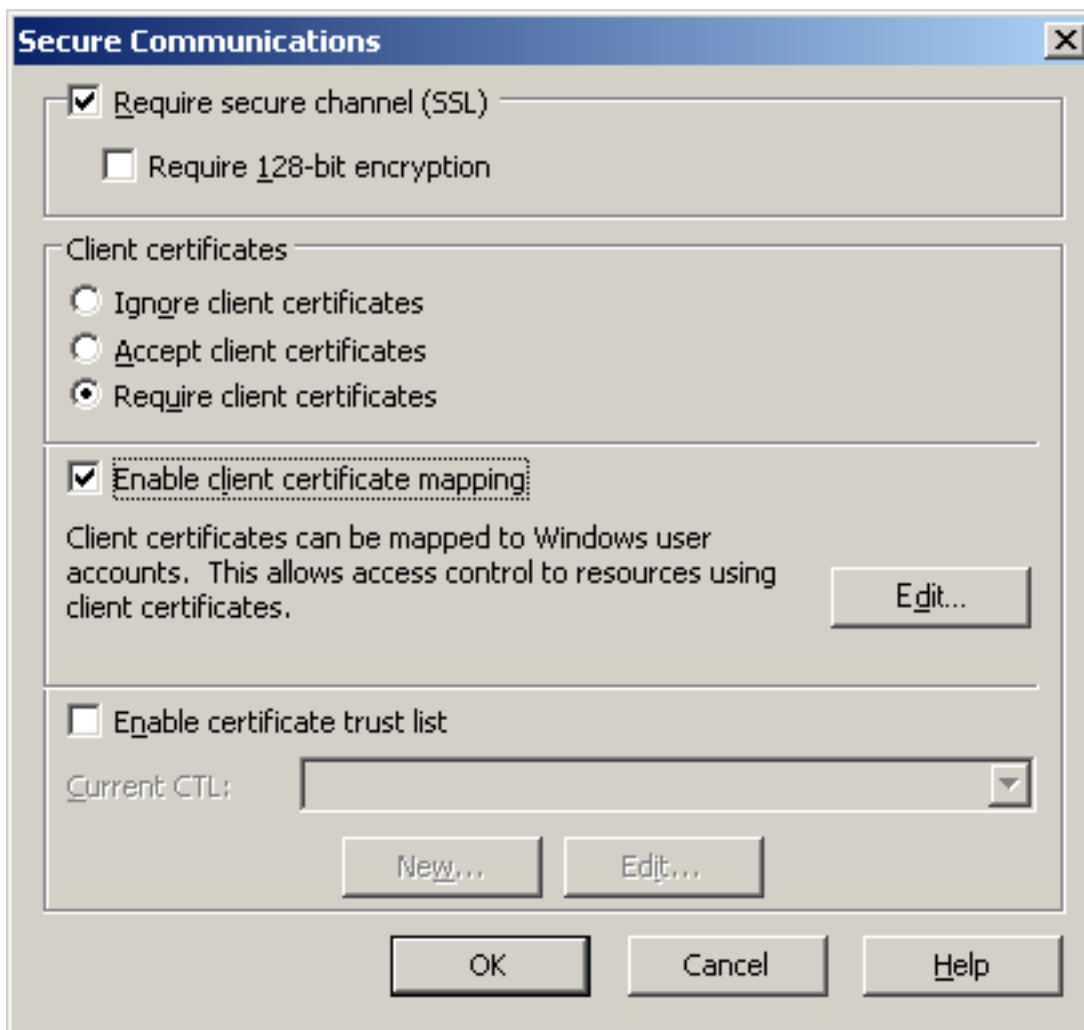 Secure Communications
Require secure channel (SSL)
Require 128-bit encryption
Client certificates
Ignore client certificates
Accept client certificates
Require client certificates
Enable client certificate mapping
Client certificates can be mapped to Windows user
accounts.  This allows access control to resources using
client certificates.
Edit...
Enable certificate trust list
Current CTL:
New... Edit...
OK Cancel Help